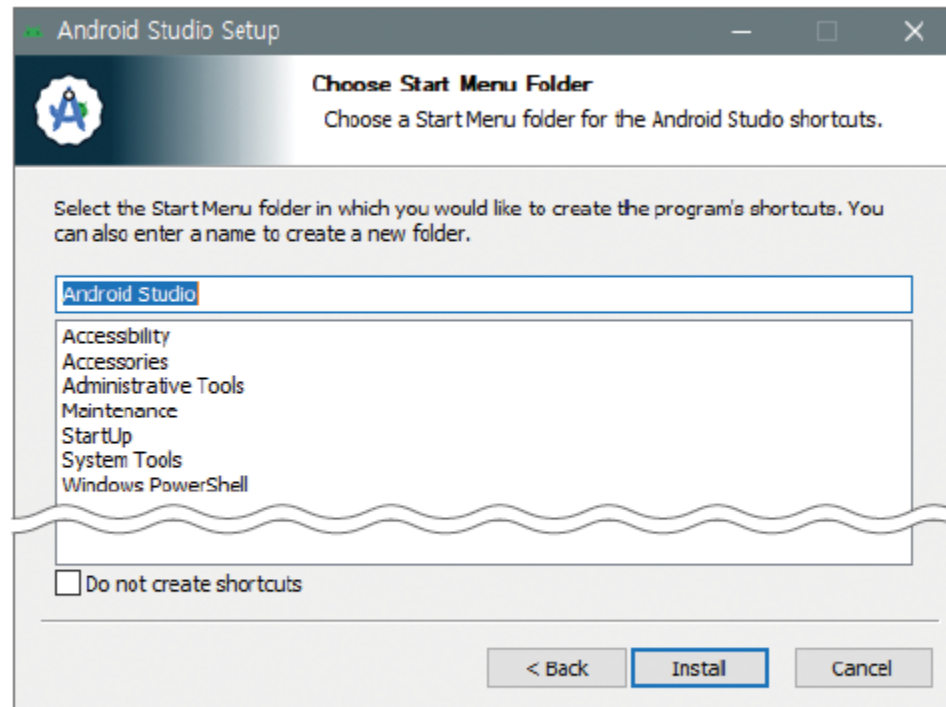 Android Studio Setup
Choose Start Menu Folder
Choose a Start Menu folder for the Android Studio shortcuts.
Select the Start Menu folder in which you would like to create the program's shortcuts. You
can also enter a name to create a new folder.
Android Studio
Accessibility
Accessories
Administrative Tools
Maintenance
StartUp
System Tools
Windows PowerShell
Do not create shortcuts
< Back
Install
Cancel